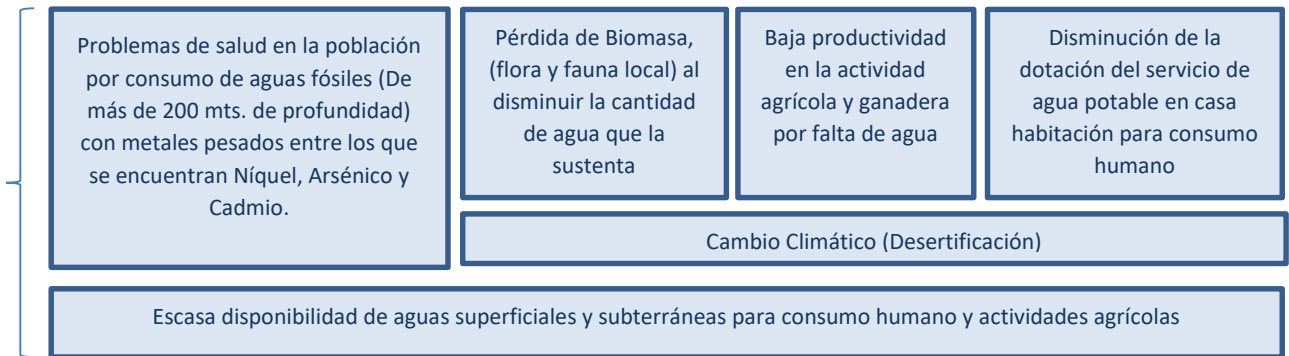 Problemas de salud en la población
por consumo de aguas fósiles (De
más de 200 mts. de profundidad)
con metales pesados entre los que
se encuentran Níquel, Arsénico y
Cadmio.
Pérdida de Biomasa,
(flora y fauna local) al
disminuir la cantidad
de agua que la
sustenta
Baja productividad
en la actividad
agrícola y ganadera
por falta de agua
Disminución de la
dotación del servicio de
agua potable en casa
habitación para consumo
humano
Cambio Climático (Desertificación)
Escasa disponibilidad de aguas superficiales y subterráneas para consumo humano y actividades agrícolas